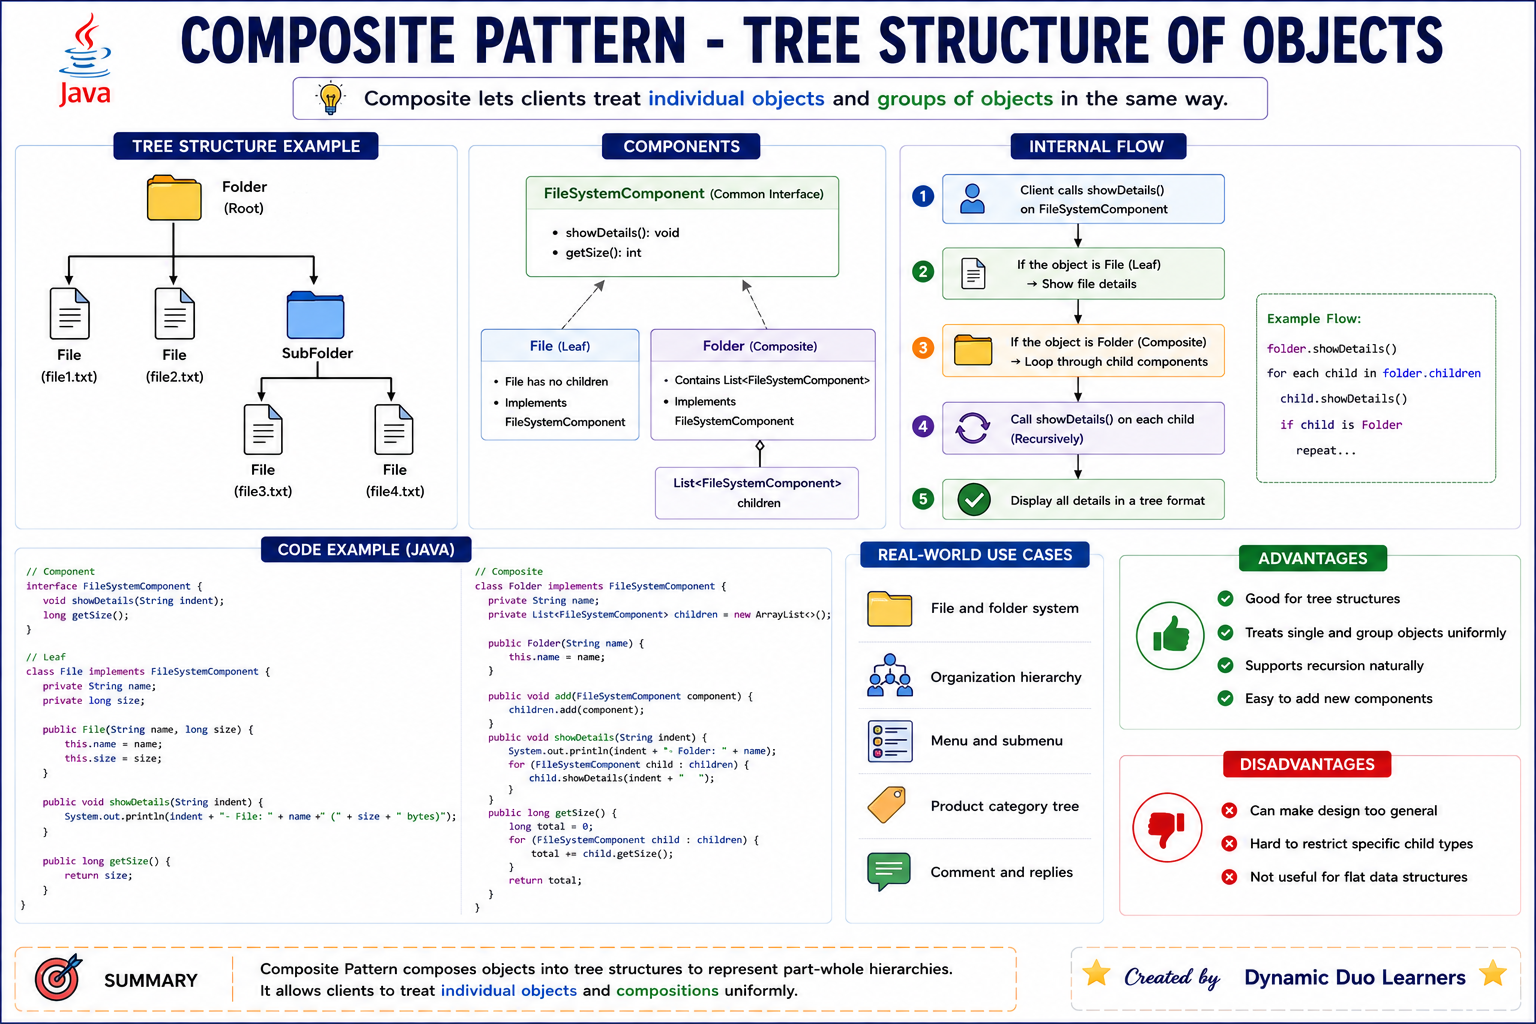 Java
COMPOSITE PATTERN - TREE STRUCTURE OF OBJECTS
Composite lets clients treat individual objects and groups of objects in the same way.
TREE STRUCTURE EXAMPLE
Folder
(Root)
File
(file1.txt)
File
(file2.txt)
SubFolder
File
(file3.txt)
File
(file4.txt)
COMPONENTS
FileSystemComponent (Common Interface)
• showDetails(): void
• getSize(): int
File (Leaf)
• File has no children
• Implements
FileSystemComponent
Folder (Composite)
• Contains List<FileSystemComponent>
• Implements
FileSystemComponent
List<FileSystemComponent>
children
INTERNAL FLOW
1
Client calls showDetails()
on FileSystemComponent
2
If the object is File (Leaf)
→ Show file details
3
If the object is Folder (Composite)
→ Loop through child components
4
Call showDetails() on each child
(Recursively)
5
Display all details in a tree format
Example Flow:
folder.showDetails()
for each child in folder.children
child.showDetails()
if child is Folder
repeat...
CODE EXAMPLE (JAVA)
// Component
interface FileSystemComponent {
void showDetails(String indent);
long getSize();
}
// Leaf
class File implements FileSystemComponent {
private String name;
private long size;
public File(String name, long size) {
this.name = name;
this.size = size;
}
public void showDetails(String indent) {
System.out.println(indent + "- File: " + name +" (" + size + " bytes)");
}
public long getSize() {
return size;
}
}
// Composite
class Folder implements FileSystemComponent {
private String name;
private List<FileSystemComponent> children = new ArrayList<>();
public Folder(String name) {
this.name = name;
}
public void add(FileSystemComponent component) {
children.add(component);
}
public void showDetails(String indent) {
System.out.println(indent + "- Folder: " + name);
for (FileSystemComponent child : children) {
child.showDetails(indent + "  ");
}
}
public long getSize() {
long total = 0;
for (FileSystemComponent child : children) {
total += child.getSize();
}
return total;
}
}
REAL-WORLD USE CASES
File and folder system
Organization hierarchy
Menu and submenu
Product category tree
Comment and replies
ADVANTAGES
Good for tree structures
Treats single and group objects uniformly
Supports recursion naturally
Easy to add new components
DISADVANTAGES
Can make design too general
Hard to restrict specific child types
Not useful for flat data structures
SUMMARY
Composite Pattern composes objects into tree structures to represent part-whole hierarchies.
It allows clients to treat individual objects and compositions uniformly.
Created by Dynamic Duo Learners